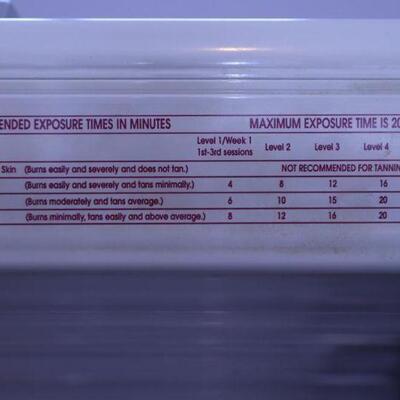 ENDED EXPOSURE TIMES IN MINUTES MAXIMUM EXPOSURE TIME IS 20
Level 1/Week 1
1st-3rd sessions Level 2 Level 3 Level 4
Skin (Burns easily and severely and does not tan.) NOT RECOMMENDED FOR TANNIN
(Burns easily and severely and tans minimally.) 4 8 12 16
(Burns moderately and tans average.) 6 10 15 20
(Burns minimally, tans easily and above average.) 8 12 16 20